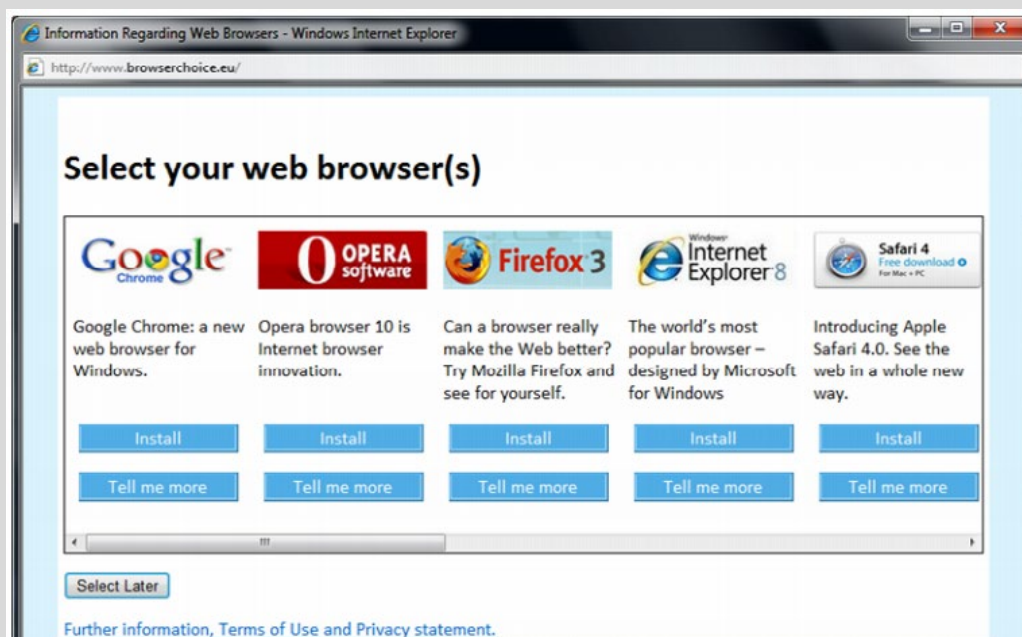 Information Regarding Web Browsers - Windows Internet Explorer
http://www.browserchoice.eu/
Select your web browser(s)
Google
Chrome
OPERA
software
Firefox 3
Windows
Internet
Explorer 8
Safari 4
Free download
For Mac + PC
Google Chrome: a new
web browser for
Windows.
Opera browser 10 is
Internet browser
innovation.
Can a browser really
make the Web better?
Try Mozilla Firefox and
see for yourself.
The world's most
popular browser –
designed by Microsoft
for Windows
Introducing Apple
Safari 4.0. See the
web in a whole new
way.
Install
Install
Install
Install
Install
Tell me more
Tell me more
Tell me more
Tell me more
Tell me more
Select Later
Further information, Terms of Use and Privacy statement.